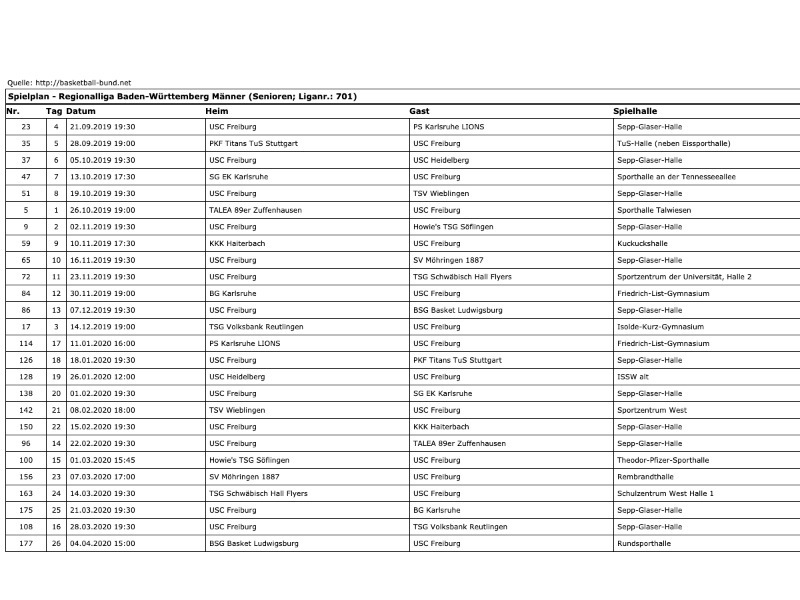 Quelle: http://basketball-bund.net
Spielplan - Regionalliga Baden-Württemberg Männer (Senioren; Liganr.: 701)
Nr. Tag Datum Heim Gast Spielhalle
23 4 21.09.2019 19:30 USC Freiburg PS Karlsruhe LIONS Sepp-Glaser-Halle
35 5 28.09.2019 19:00 PKF Titans TuS Stuttgart USC Freiburg TuS-Halle (neben Eissporthalle)
37 6 05.10.2019 19:30 USC Freiburg USC Heidelberg Sepp-Glaser-Halle
47 7 13.10.2019 17:30 SG EK Karlsruhe USC Freiburg Sporthalle an der Tennesseeallee
51 8 19.10.2019 19:30 USC Freiburg TSV Wieblingen Sepp-Glaser-Halle
5 1 26.10.2019 19:00 TALEA 89er Zuffenhausen USC Freiburg Sporthalle Talwiesen
9 2 02.11.2019 19:30 USC Freiburg Howie's TSG Söflingen Sepp-Glaser-Halle
59 9 10.11.2019 17:30 KKK Haiterbach USC Freiburg Kuckuckshalle
65 10 16.11.2019 19:30 USC Freiburg SV Möhringen 1887 Sepp-Glaser-Halle
72 11 23.11.2019 19:30 USC Freiburg TSG Schwäbisch Hall Flyers Sportzentrum der Universität, Halle 2
84 12 30.11.2019 19:00 BG Karlsruhe USC Freiburg Friedrich-List-Gymnasium
86 13 07.12.2019 19:30 USC Freiburg BSG Basket Ludwigsburg Sepp-Glaser-Halle
17 3 14.12.2019 19:00 TSG Volksbank Reutlingen USC Freiburg Isolde-Kurz-Gymnasium
114 17 11.01.2020 16:00 PS Karlsruhe LIONS USC Freiburg Friedrich-List-Gymnasium
126 18 18.01.2020 19:30 USC Freiburg PKF Titans TuS Stuttgart Sepp-Glaser-Halle
128 19 26.01.2020 12:00 USC Heidelberg USC Freiburg ISSW alt
138 20 01.02.2020 19:30 USC Freiburg SG EK Karlsruhe Sepp-Glaser-Halle
142 21 08.02.2020 18:00 TSV Wieblingen USC Freiburg Sportzentrum West
150 22 15.02.2020 19:30 USC Freiburg KKK Haiterbach Sepp-Glaser-Halle
96 14 22.02.2020 19:30 USC Freiburg TALEA 89er Zuffenhausen Sepp-Glaser-Halle
100 15 01.03.2020 15:45 Howie's TSG Söflingen USC Freiburg Theodor-Pfizer-Sporthalle
156 23 07.03.2020 17:00 SV Möhringen 1887 USC Freiburg Rembrandthalle
163 24 14.03.2020 19:30 TSG Schwäbisch Hall Flyers USC Freiburg Schulzentrum West Halle 1
175 25 21.03.2020 19:30 USC Freiburg BG Karlsruhe Sepp-Glaser-Halle
108 16 28.03.2020 19:30 USC Freiburg TSG Volksbank Reutlingen Sepp-Glaser-Halle
177 26 04.04.2020 15:00 BSG Basket Ludwigsburg USC Freiburg Rundsporthalle